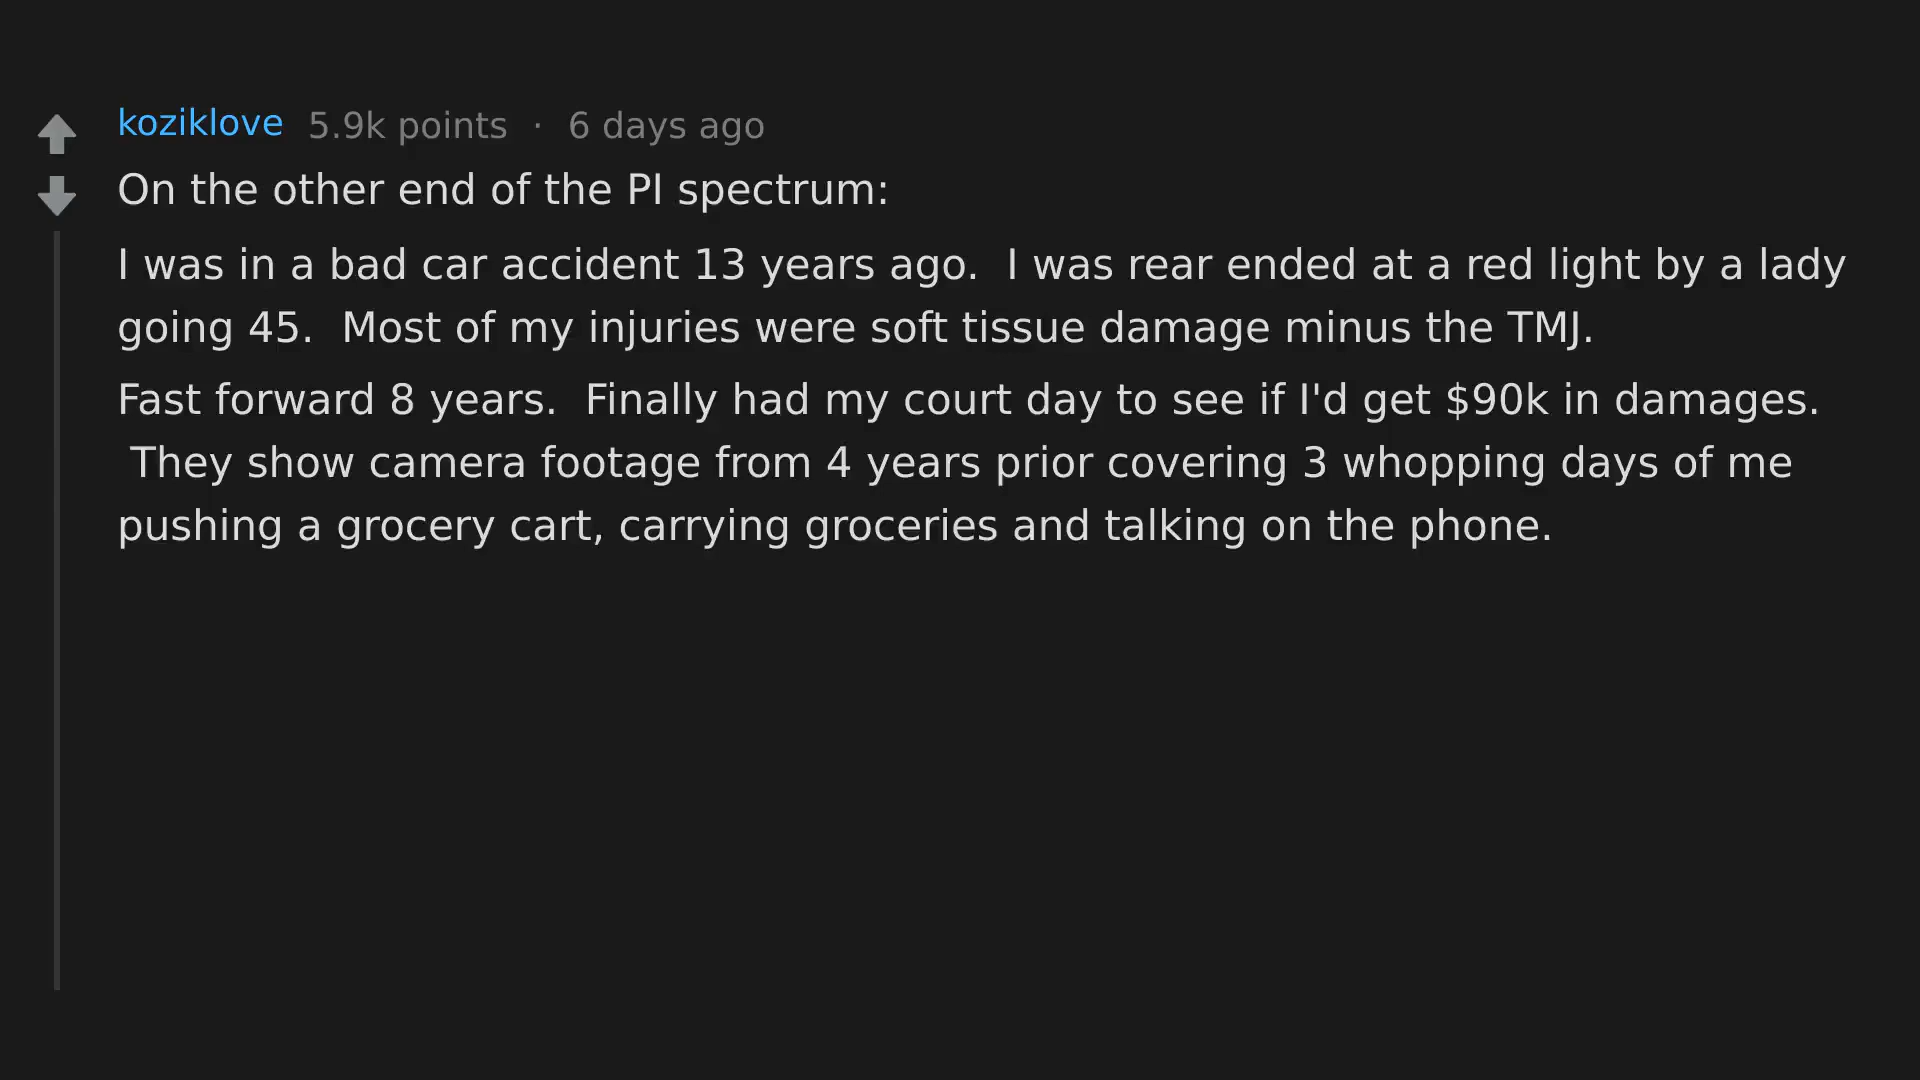 koziklove 5.9k points · 6 days ago
On the other end of the PI spectrum:
I was in a bad car accident 13 years ago.  I was rear ended at a red light by a lady
going 45.  Most of my injuries were soft tissue damage minus the TMJ.
Fast forward 8 years.  Finally had my court day to see if I'd get $90k in damages.
They show camera footage from 4 years prior covering 3 whopping days of me
pushing a grocery cart, carrying groceries and talking on the phone.